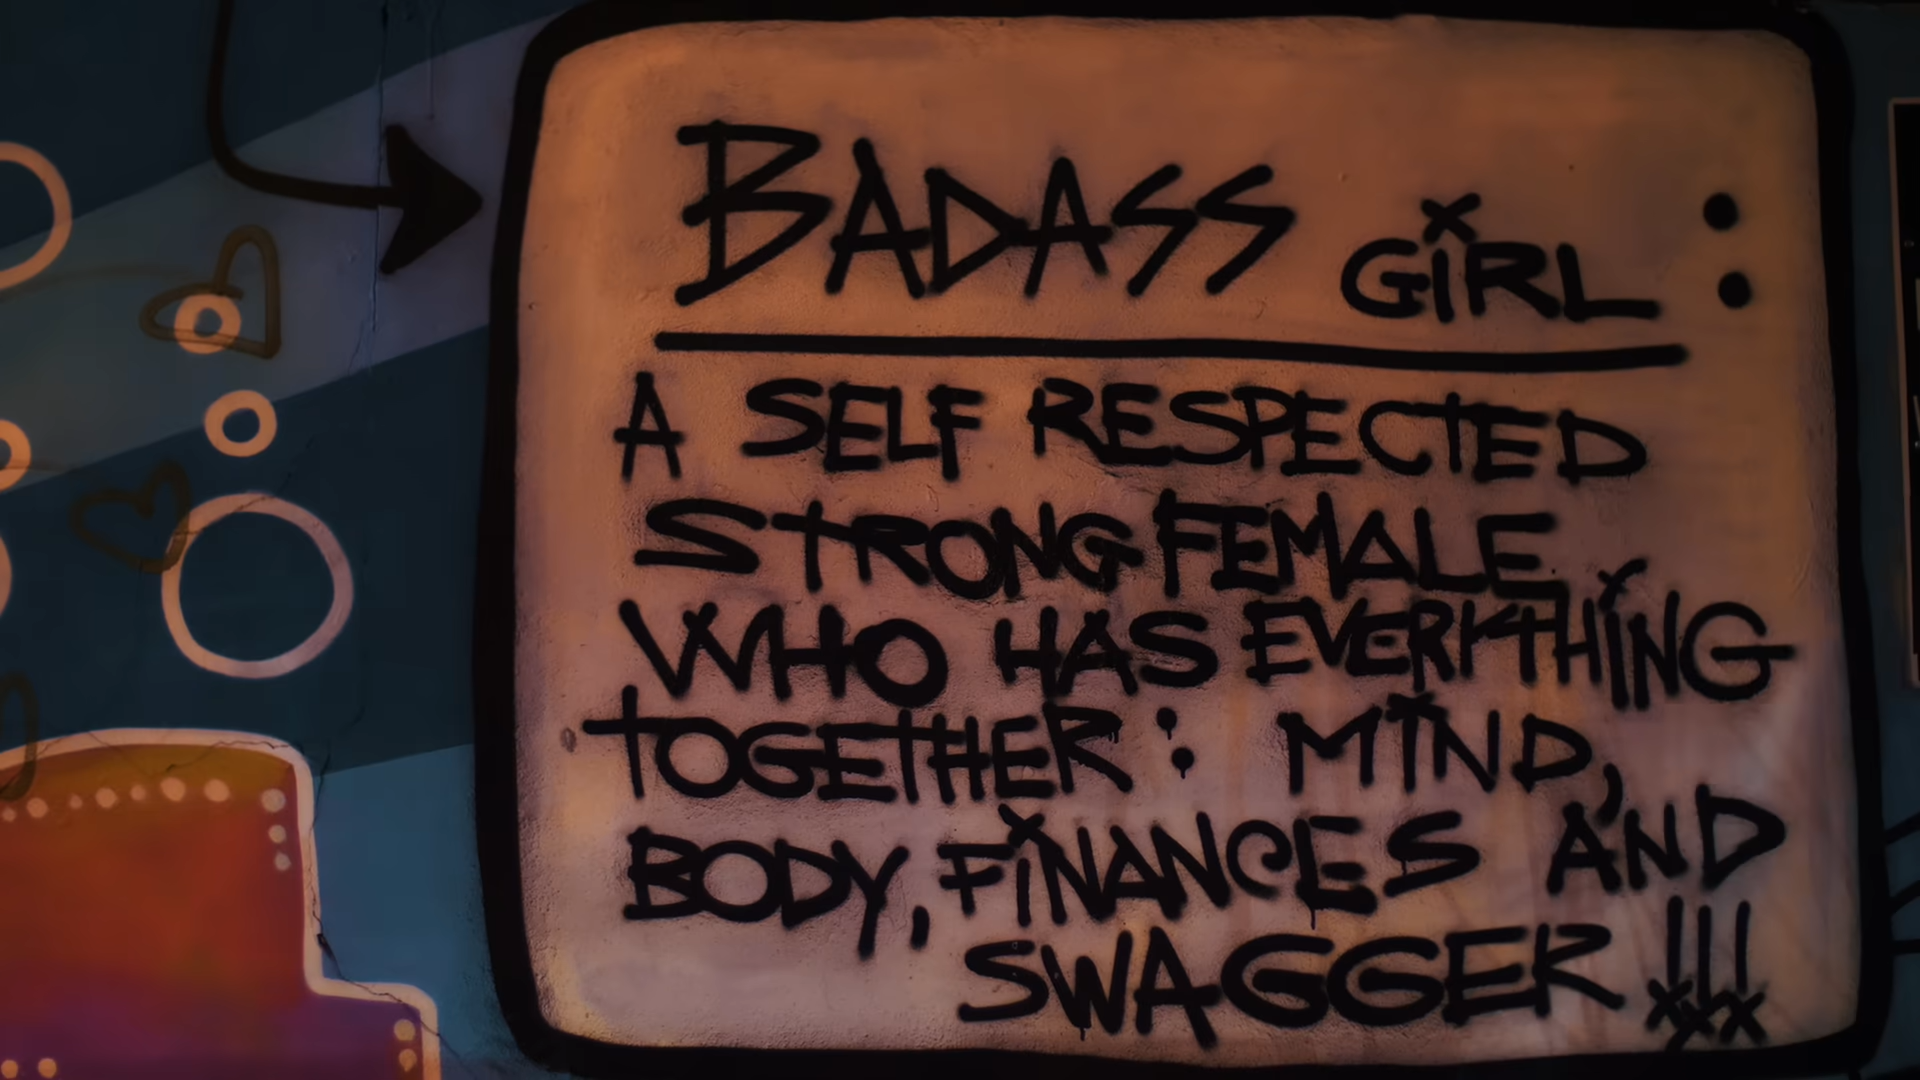 BADASS GiRL :
A SELF RESPECTED
STRONG FEMALE
WHO HAS EVERYTHiNG
TOGETHER : MiND,
BODY, FiNANCES AND
SWAGGER !!!